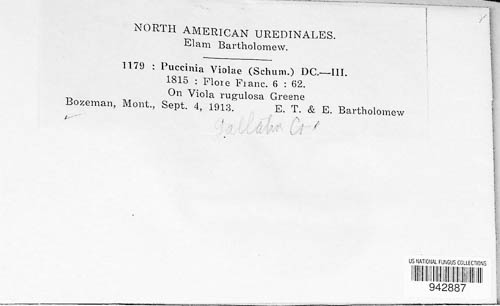 NORTH AMERICAN UREDINALES.
Elam Bartholomew.
1179 : Puccinia Violae (Schum.) DC.—III.
1815 : Flore Franc. 6 : 62.
On Viola rugulosa Greene
Bozeman, Mont., Sept. 4, 1913. E. T. & E. Bartholomew
Gallatin Co
US NATIONAL FUNGUS COLLECTIONS
942887